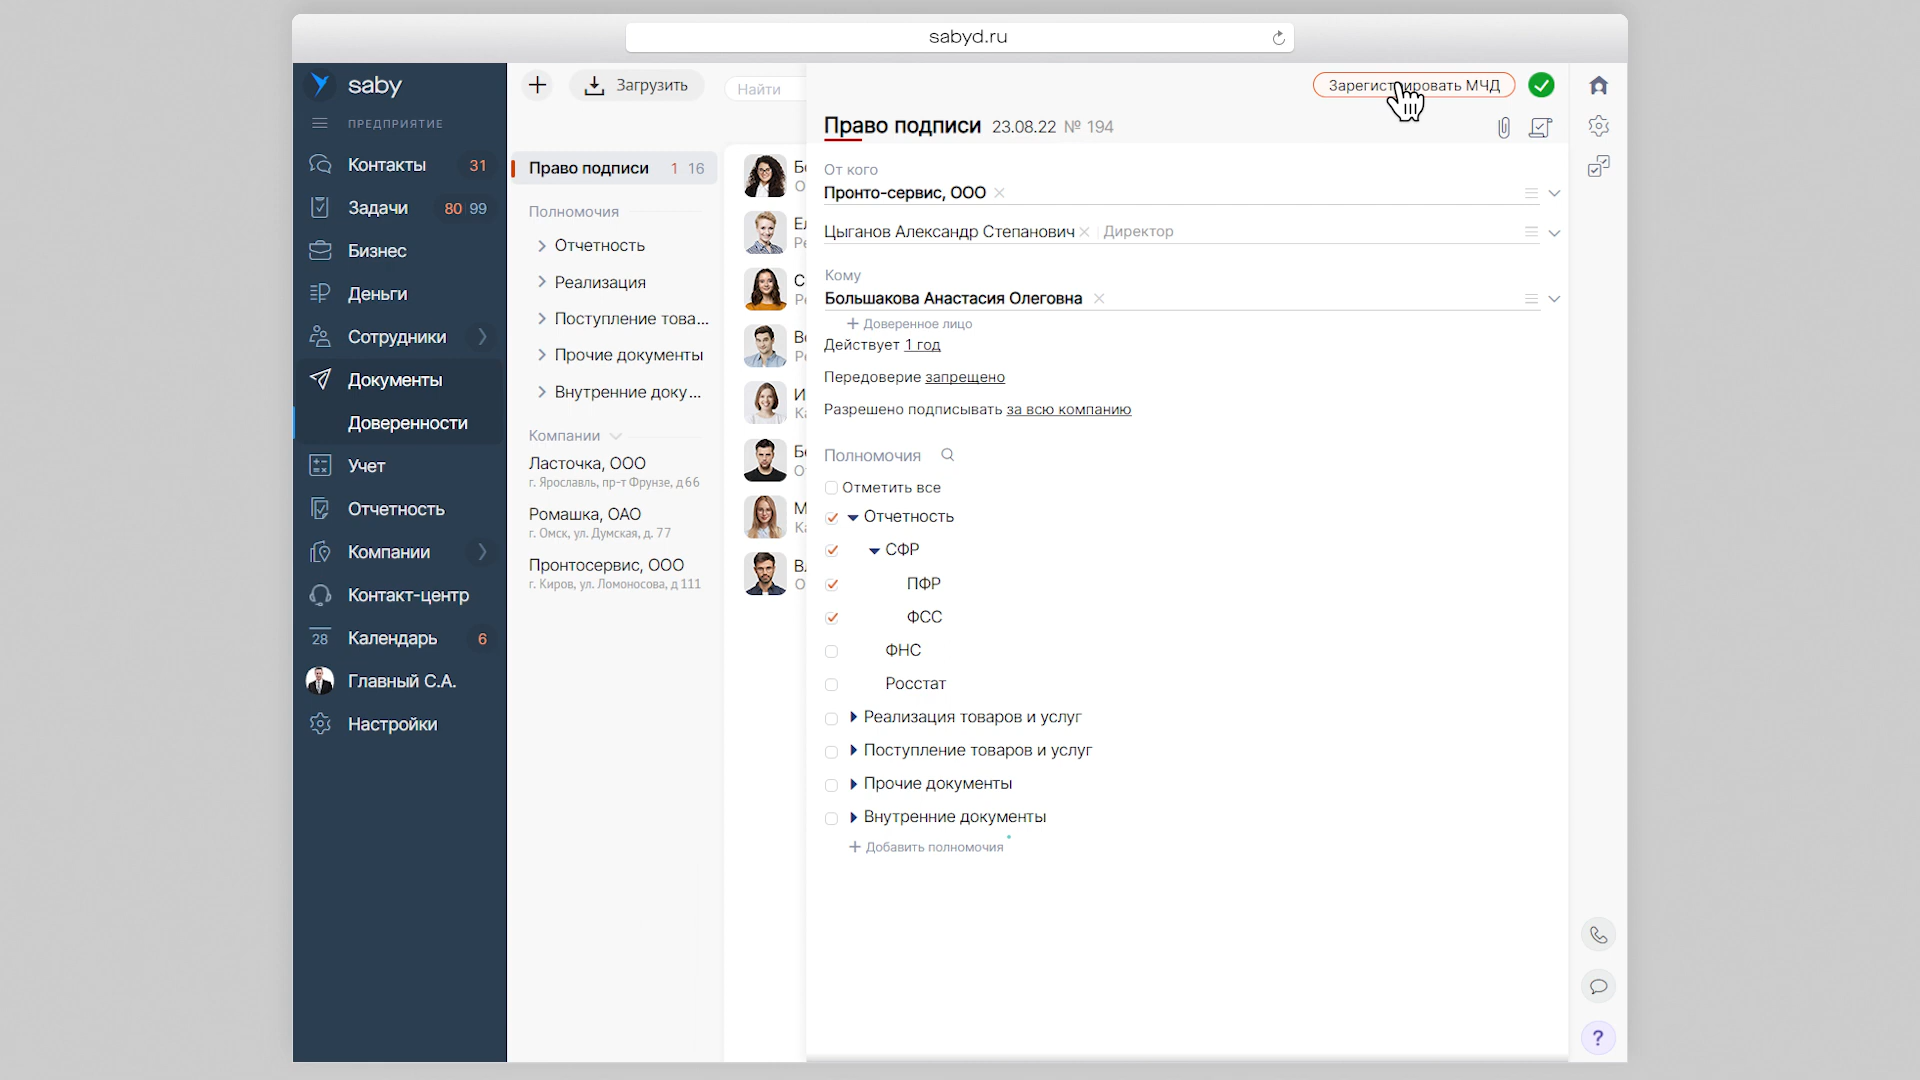 sabyd.ru
saby
ПРЕДПРИЯТИЕ
Контакты 31
Задачи 80 99
Бизнес
Деньги
Сотрудники
Документы
Доверенности
Учет
Отчетность
Компании
Контакт-центр
28 Календарь 6
Главный С.А.
Настройки
Загрузить
Найти
Право подписи 1 16
Полномочия
Отчетность
Реализация
Поступление това...
Прочие документы
Внутренние доку...
Компании
Ласточка, ООО
г. Ярославль, пр-т Фрунзе, д 66
Ромашка, ОАО
г. Омск, ул. Думская, д. 77
Пронтосервис, ООО
г. Киров, ул. Ломоносова, д 111
Зарегистрировать МЧД
Право подписи 23.08.22 № 194
От кого
Пронто-сервис, ООО
Цыганов Александр Степанович Директор
Кому
Большакова Анастасия Олеговна
+ Доверенное лицо
Действует 1 год
Передоверие запрещено
Разрешено подписывать за всю компанию
Полномочия
Отметить все
Отчетность
СФР
ПФР
ФСС
ФНС
Росстат
Реализация товаров и услуг
Поступление товаров и услуг
Прочие документы
Внутренние документы
+ Добавить полномочия
?